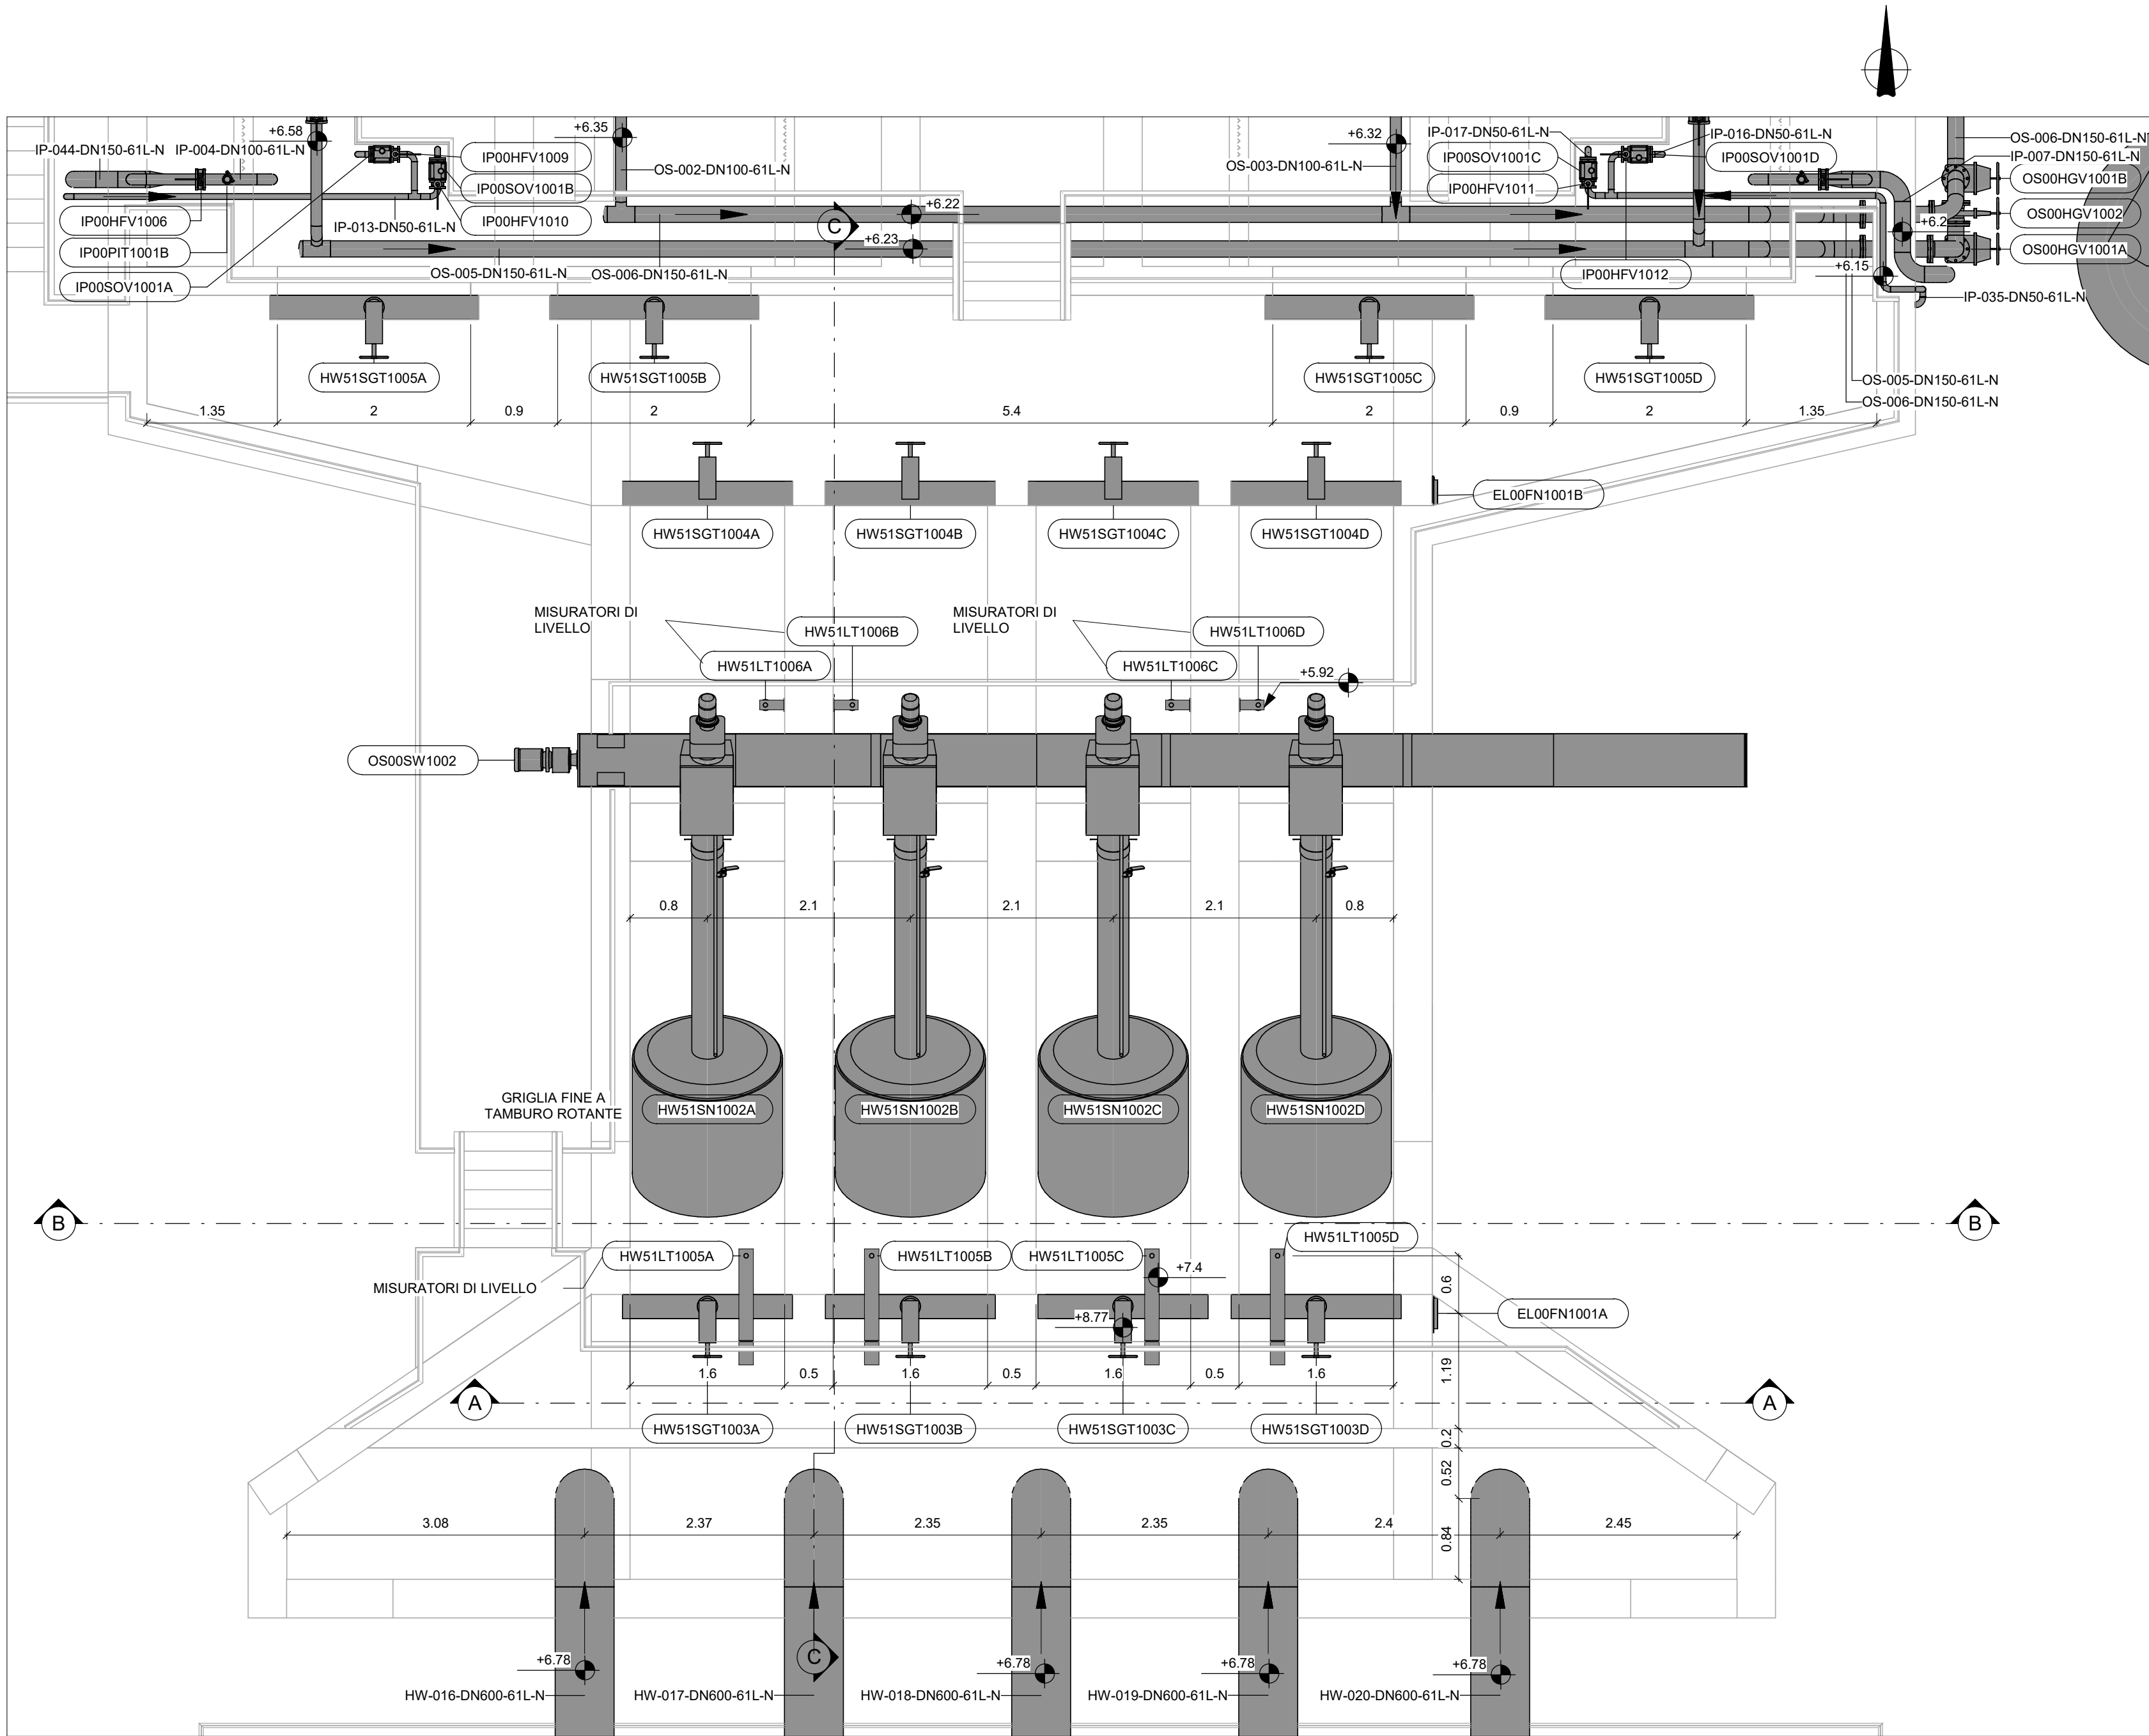 +6.58
+6.35
+6.32
IP-017-DN50-61L-N
IP-016-DN50-61L-N
OS-006-DN150-61L-N
IP-044-DN150-61L-N
IP-004-DN100-61L-N
IP00HFV1009
OS-002-DN100-61L-N
OS-003-DN100-61L-N
IP00SOV1001C
IP00SOV1001D
IP-007-DN150-61L-N
IP00SOV1001B
IP00HFV1011
OS00HGV1001B
IP00HFV1006
IP00HFV1010
IP-013-DN50-61L-N
+6.22
C
OS00HGV1002
+6.2
IP00PIT1001B
+6.23
OS00HGV1001A
OS-005-DN150-61L-N
OS-006-DN150-61L-N
IP00HFV1012
+6.15
IP00SOV1001A
IP-035-DN50-61L-N
HW51SGT1005A
HW51SGT1005B
HW51SGT1005C
HW51SGT1005D
OS-005-DN150-61L-N
OS-006-DN150-61L-N
1.35
2
0.9
2
5.4
2
0.9
2
1.35
EL00FN1001B
HW51SGT1004A
HW51SGT1004B
HW51SGT1004C
HW51SGT1004D
MISURATORI DI
LIVELLO
MISURATORI DI
LIVELLO
HW51LT1006B
HW51LT1006D
HW51LT1006A
HW51LT1006C
+5.92
OS00SW1002
0.8
2.1
2.1
2.1
0.8
GRIGLIA FINE A
TAMBURO ROTANTE
HW51SN1002A
HW51SN1002B
HW51SN1002C
HW51SN1002D
B
B
HW51LT1005A
HW51LT1005B
HW51LT1005C
HW51LT1005D
+7.4
0.6
MISURATORI DI LIVELLO
+8.77
EL00FN1001A
1.19
1.6
0.5
1.6
0.5
1.6
0.5
1.6
A
A
HW51SGT1003A
HW51SGT1003B
HW51SGT1003C
HW51SGT1003D
0.2
0.52
3.08
2.37
2.35
2.35
2.4
0.84
2.45
C
+6.78
+6.78
+6.78
+6.78
HW-016-DN600-61L-N
HW-017-DN600-61L-N
HW-018-DN600-61L-N
HW-019-DN600-61L-N
HW-020-DN600-61L-N